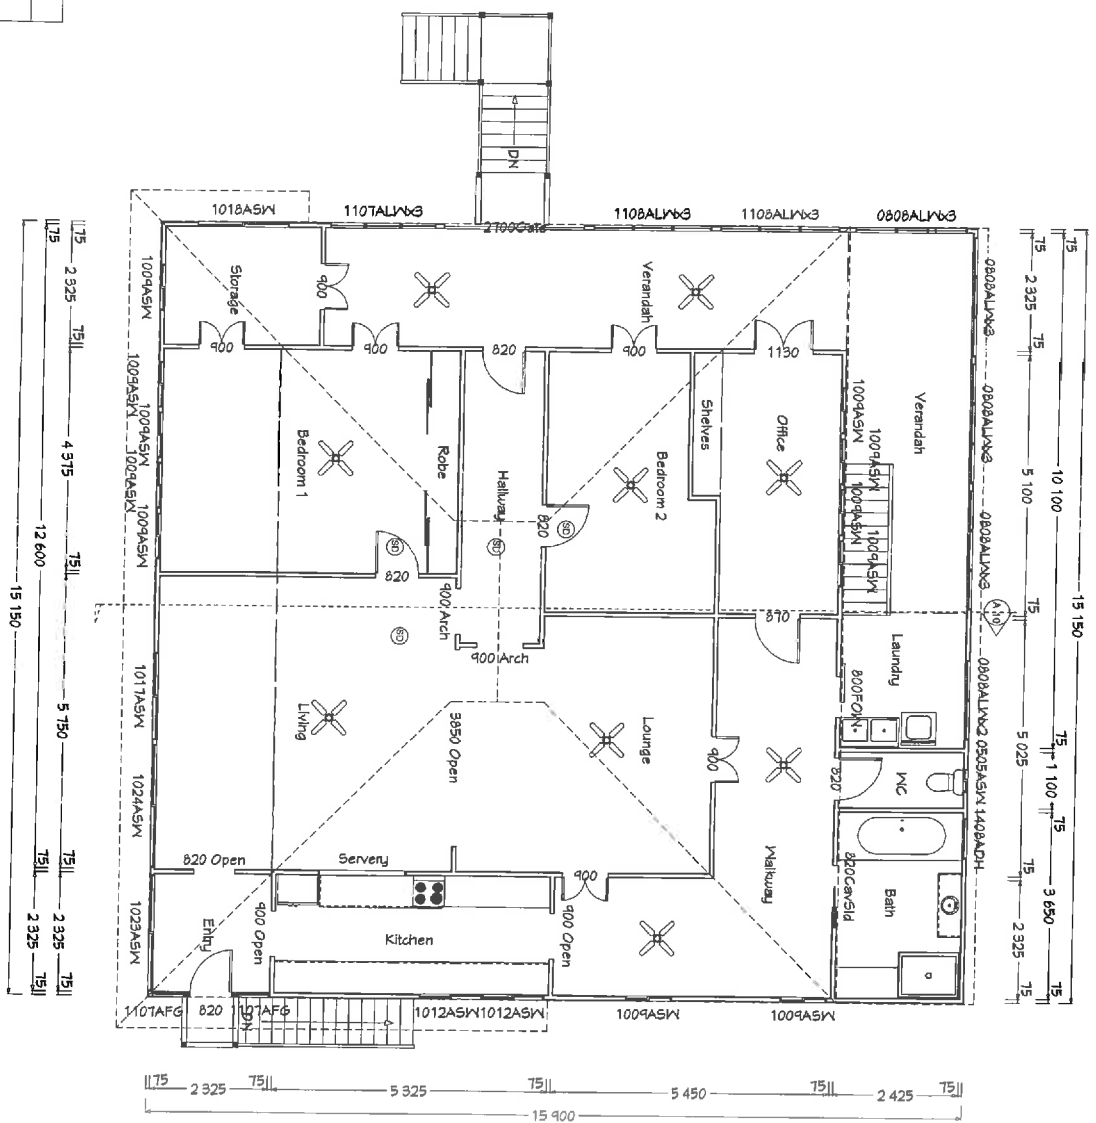 DN
1018ASW
1107ALWx3
2100Gate
1108ALWx3
1108ALWx3
0808ALWx3
75
75
2 325
75
4 375
75
5 750
75
2 325
75
12 600
75
2 325
75
15 150
1009ASW
1009ASW
1009ASW
1009ASW
1009ASW
1017ASW
1024ASW
1023ASW
Storage
900
Verandah
900
900
820
900
1130
Verandah
Shelves
Office
1009ASW
1009ASW
1009ASW
1009ASW
Bedroom 1
Robe
Hallway
Bedroom 2
820
SD
SD
SD
820
900 Arch
SD
900 Arch
870
Laundry
800FOW
Living
3850 Open
Lounge
900
820
WC
Walkway
820CavSld
Bath
820 Open
Servery
900
Entry
900 Open
Kitchen
900 Open
1107AFG
820
1107AFG
DN
1012ASW
1012ASW
1009ASW
1009ASW
0808ALWx3
0808ALWx3
0808ALWx3
0808ALWx2
0505ASW
1408ADH
A.10
75
2 325
75
5 100
75
5 025
75
2 325
75
75
10 100
75
1 100
75
3 650
75
15 150
75
2 325
75
5 325
75
5 450
75
2 425
75
15 900